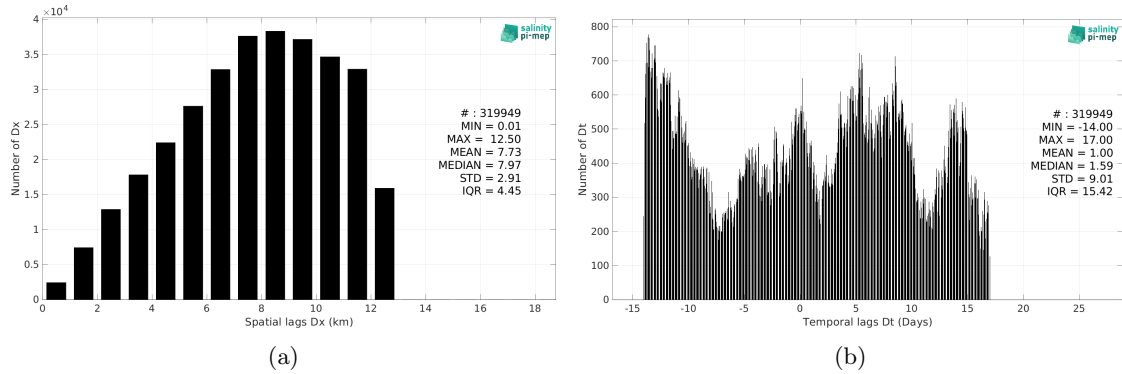 ×10⁴
4
3.5
3
2.5
2
1.5
1
0.5
0
Number of Dx
salinity
pi-mep
# : 319949
MIN = 0.01
MAX = 12.50
MEAN = 7.73
MEDIAN = 7.97
STD = 2.91
IQR = 4.45
0 2 4 6 8 10 12 14 16 18
Spatial lags Dx (km)
(a)
800
700
600
500
400
300
200
100
0
Number of Dt
salinity
pi-mep
# : 319949
MIN = -14.00
MAX = 17.00
MEAN = 1.00
MEDIAN = 1.59
STD = 9.01
IQR = 15.42
-15 -10 -5 0 5 10 15 20 25
Temporal lags Dt (Days)
(b)